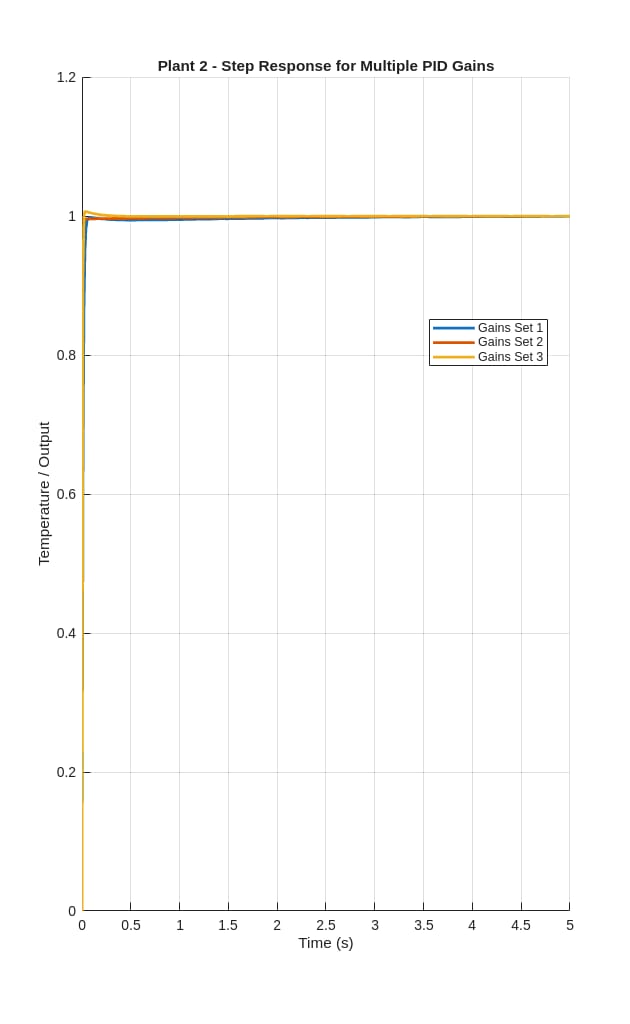 Plant 2 - Step Response for Multiple PID Gains
1.2
1
0.8
0.6
0.4
0.2
0
Temperature / Output
Gains Set 1
Gains Set 2
Gains Set 3
0 0.5 1 1.5 2 2.5 3 3.5 4 4.5 5
Time (s)